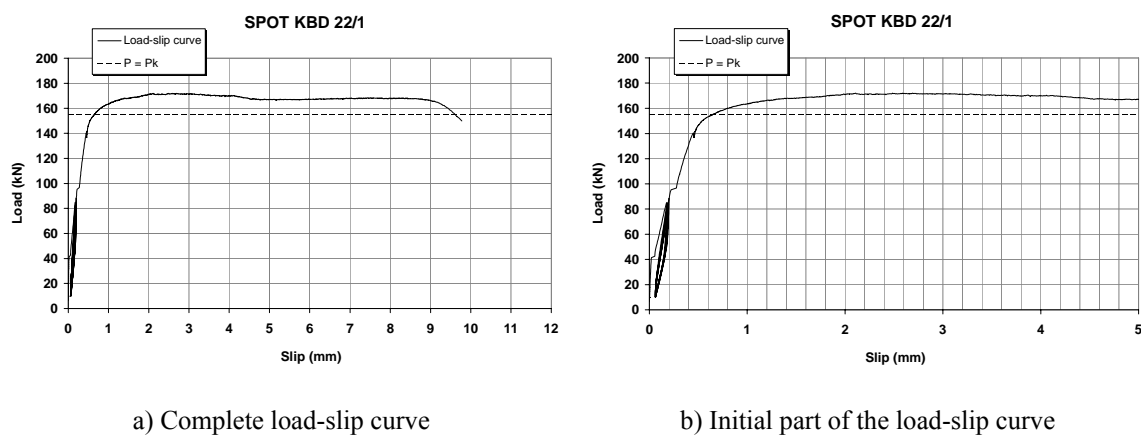 SPOT KBD 22/1
Load-slip curve
P = Pk
Load (kN)
200
180
160
140
120
100
80
60
40
20
0
0 1 2 3 4 5 6 7 8 9 10 11 12
Slip (mm)
a) Complete load-slip curve
SPOT KBD 22/1
Load-slip curve
P = Pk
Load (kN)
200
180
160
140
120
100
80
60
40
20
0
0 1 2 3 4 5
Slip (mm)
b) Initial part of the load-slip curve